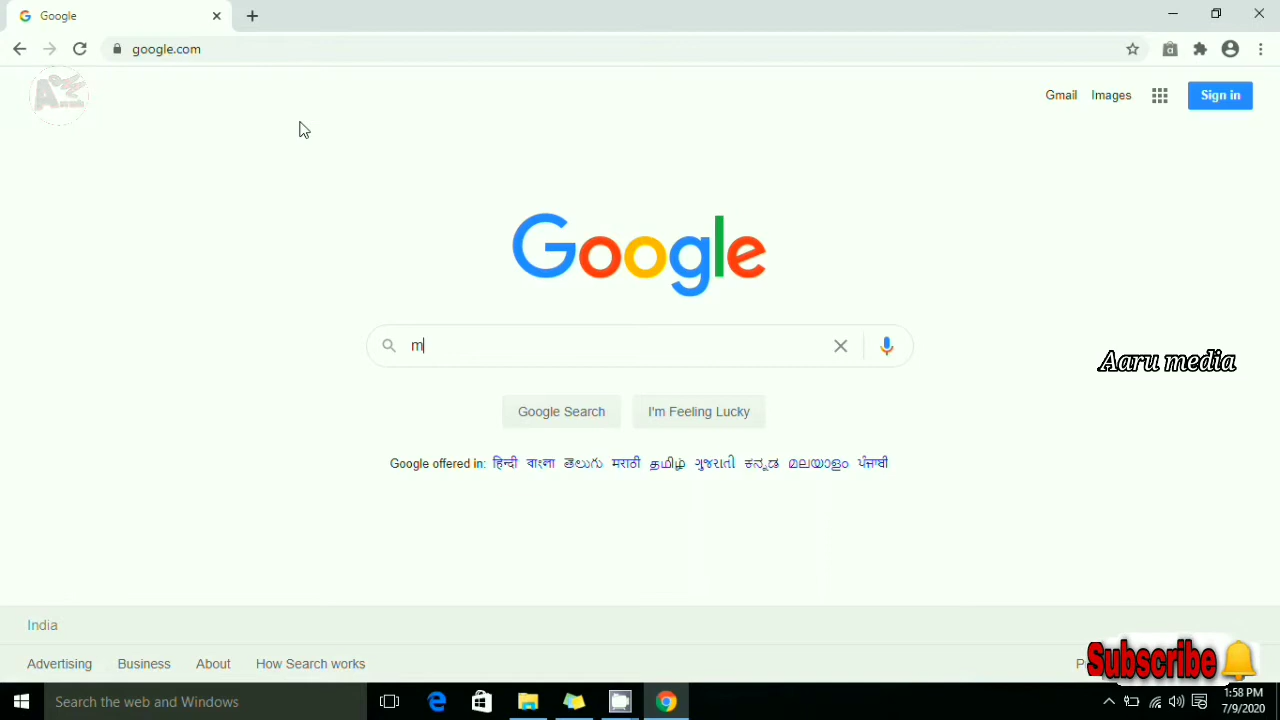 Google
google.com
Gmail Images Sign in
Google
m
Aaru media
Google Search I'm Feeling Lucky
Google offered in: हिन्दी বাংলা తెలుగు मराठी தமிழ் ગુજરાતી ಕನ್ನಡ മലയാളം ਪੰਜਾਬੀ
India
Advertising Business About How Search works
Subscribe
Search the web and Windows
1:58 PM
7/9/2020